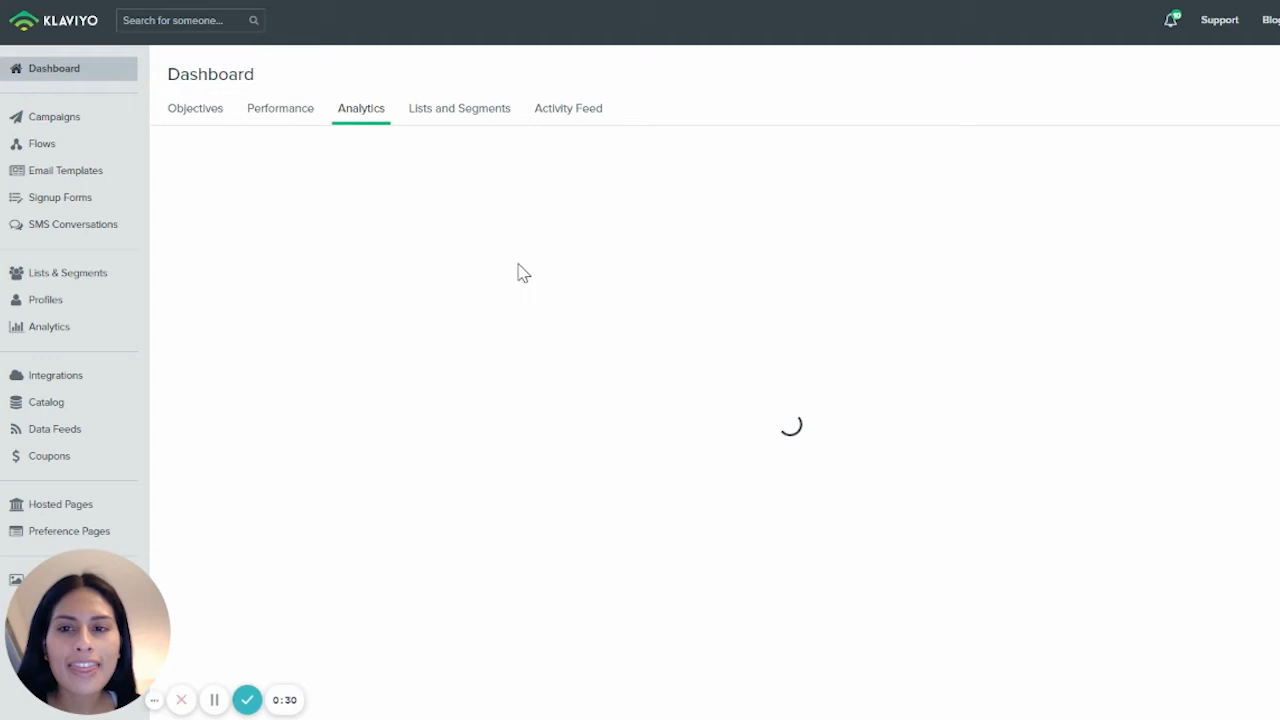 KLAVIYO
Search for someone...
Support
Dashboard
Dashboard
Objectives
Performance
Analytics
Lists and Segments
Activity Feed
Campaigns
Flows
Email Templates
Signup Forms
SMS Conversations
Lists & Segments
Profiles
Analytics
Integrations
Catalog
Data Feeds
Coupons
Hosted Pages
Preference Pages
0:30